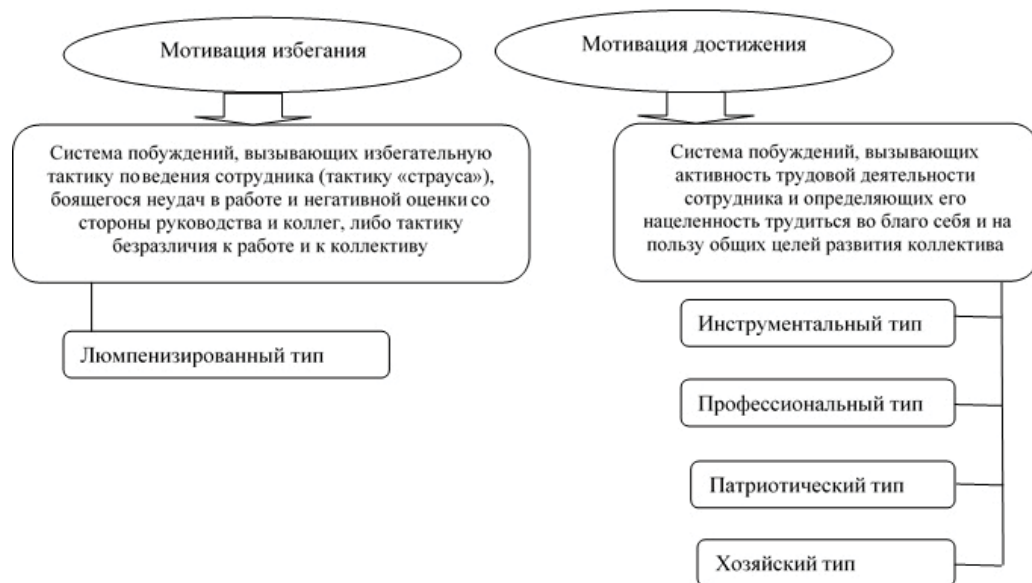 Мотивация избегания
Мотивация достижения
Система побуждений, вызывающих избегательную
тактику поведения сотрудника (тактику «страуса»),
боящегося неудач в работе и негативной оценки со
стороны руководства и коллег, либо тактику
безразличия к работе и к коллективу
Система побуждений, вызывающих
активность трудовой деятельности
сотрудника и определяющих его
нацеленность трудиться во благо себя и на
пользу общих целей развития коллектива
Люмпенизированный тип
Инструментальный тип
Профессиональный тип
Патриотический тип
Хозяйский тип